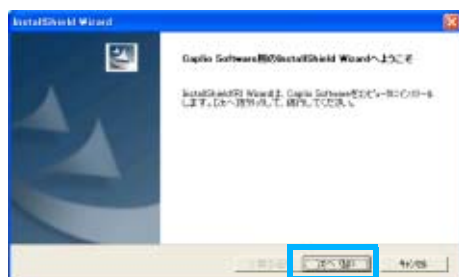 InstallShield Wizard
Caplio Software用のInstallShield Wizardへようこそ
InstallShield(R) Wizardは、Caplio Softwareをコンピュータにインストール
します。[次へ]をクリックして、続行してください。
次へ(N)>
キャンセル